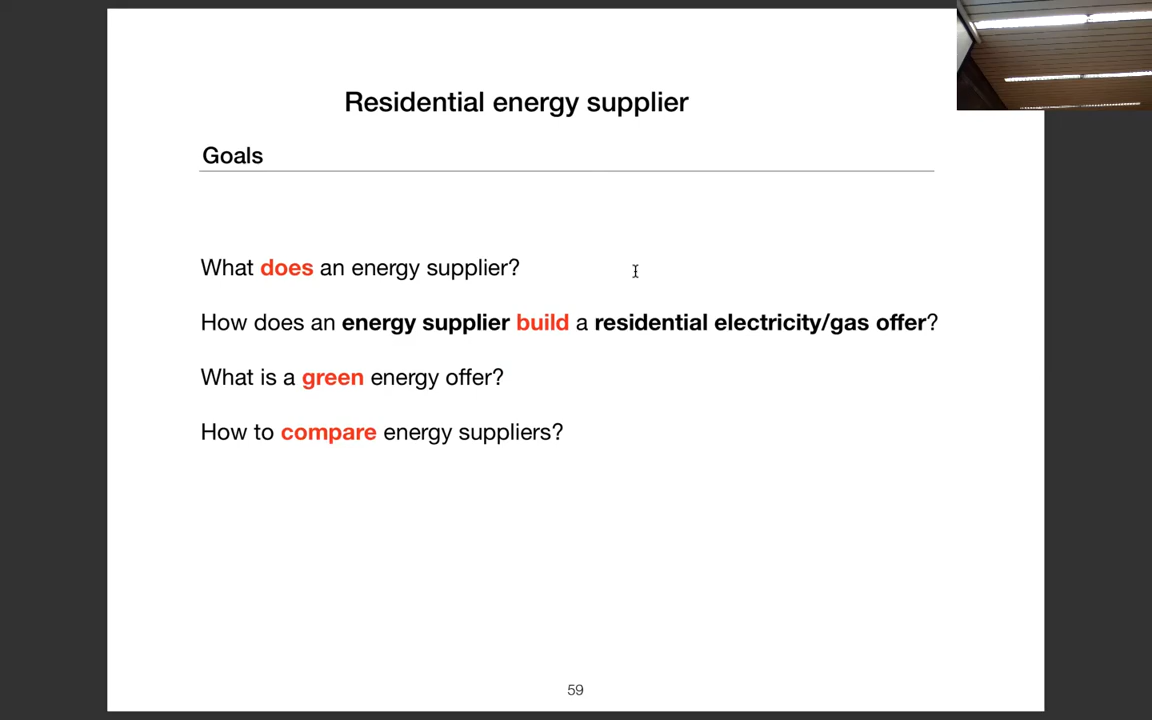 Residential energy supplier
Goals
What does an energy supplier?
How does an energy supplier build a residential electricity/gas offer?
What is a green energy offer?
How to compare energy suppliers?
59